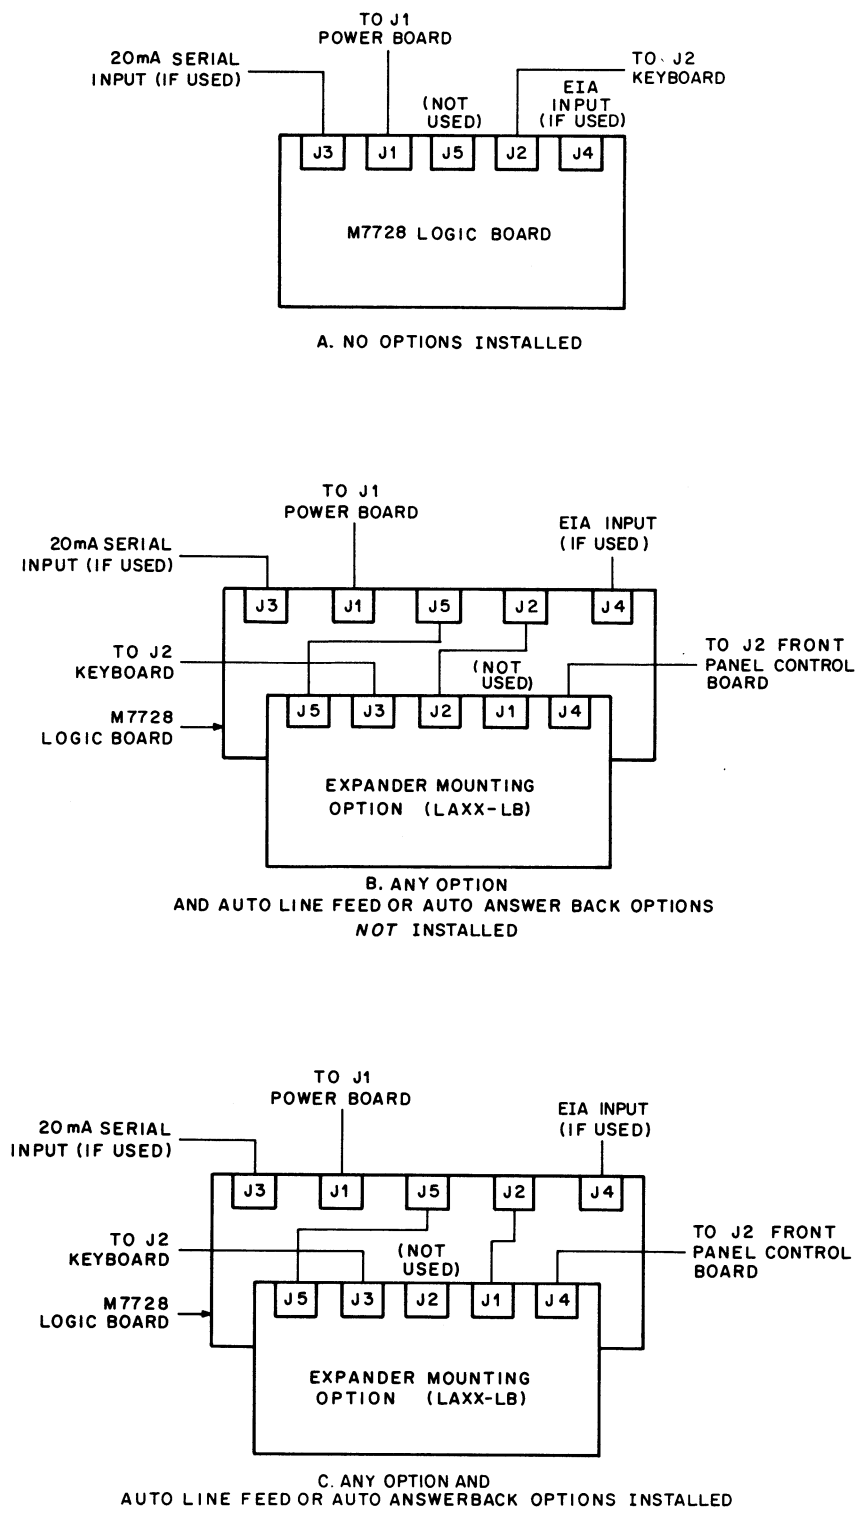 TO J1
POWER BOARD
20mA SERIAL
INPUT (IF USED)
TO J2
KEYBOARD
(NOT
USED)
EIA
INPUT
(IF USED)
J3 J1 J5 J2 J4
M7728 LOGIC BOARD
A. NO OPTIONS INSTALLED
TO J1
POWER BOARD
20mA SERIAL
INPUT (IF USED)
EIA INPUT
(IF USED)
J3 J1 J5 J2 J4
TO J2
KEYBOARD
(NOT
USED)
TO J2 FRONT
PANEL CONTROL
BOARD
M7728
LOGIC BOARD
J5 J3 J2 J1 J4
EXPANDER MOUNTING
OPTION (LAXX-LB)
B. ANY OPTION
AND AUTO LINE FEED OR AUTO ANSWER BACK OPTIONS
NOT INSTALLED
TO J1
POWER BOARD
20mA SERIAL
INPUT (IF USED)
EIA INPUT
(IF USED)
J3 J1 J5 J2 J4
TO J2
KEYBOARD
(NOT
USED)
TO J2 FRONT
PANEL CONTROL
BOARD
M7728
LOGIC BOARD
J5 J3 J2 J1 J4
EXPANDER MOUNTING
OPTION (LAXX-LB)
C. ANY OPTION AND
AUTO LINE FEED OR AUTO ANSWERBACK OPTIONS INSTALLED